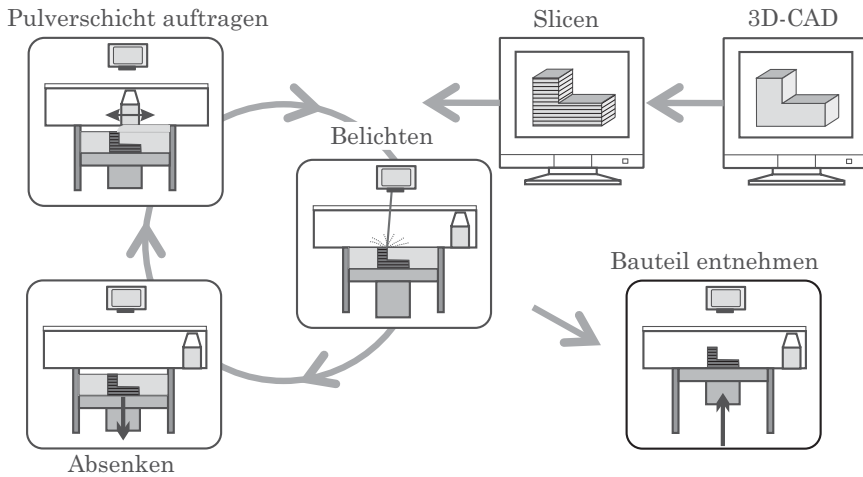 Pulverschicht auftragen
Slicen
3D-CAD
Belichten
Bauteil entnehmen
Absenken